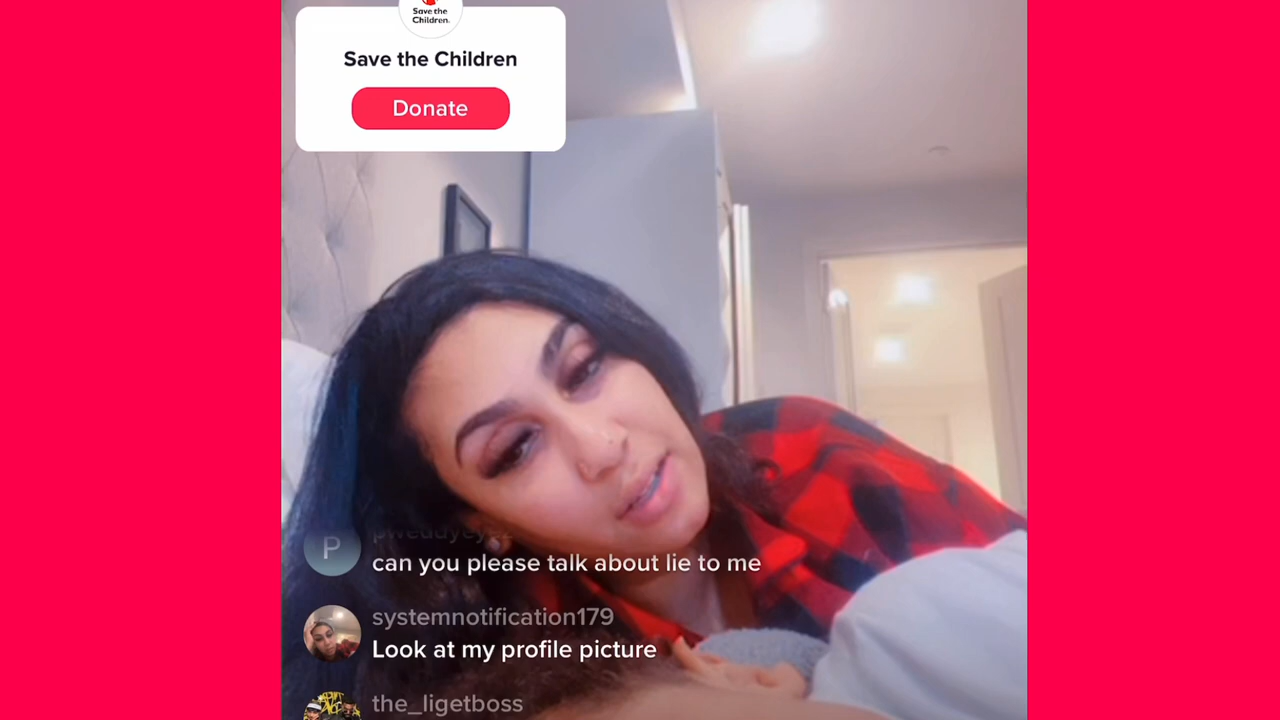 Save the
Children.
Save the Children
Donate
P
can you please talk about lie to me
systemnotification179
Look at my profile picture
the_ligetboss